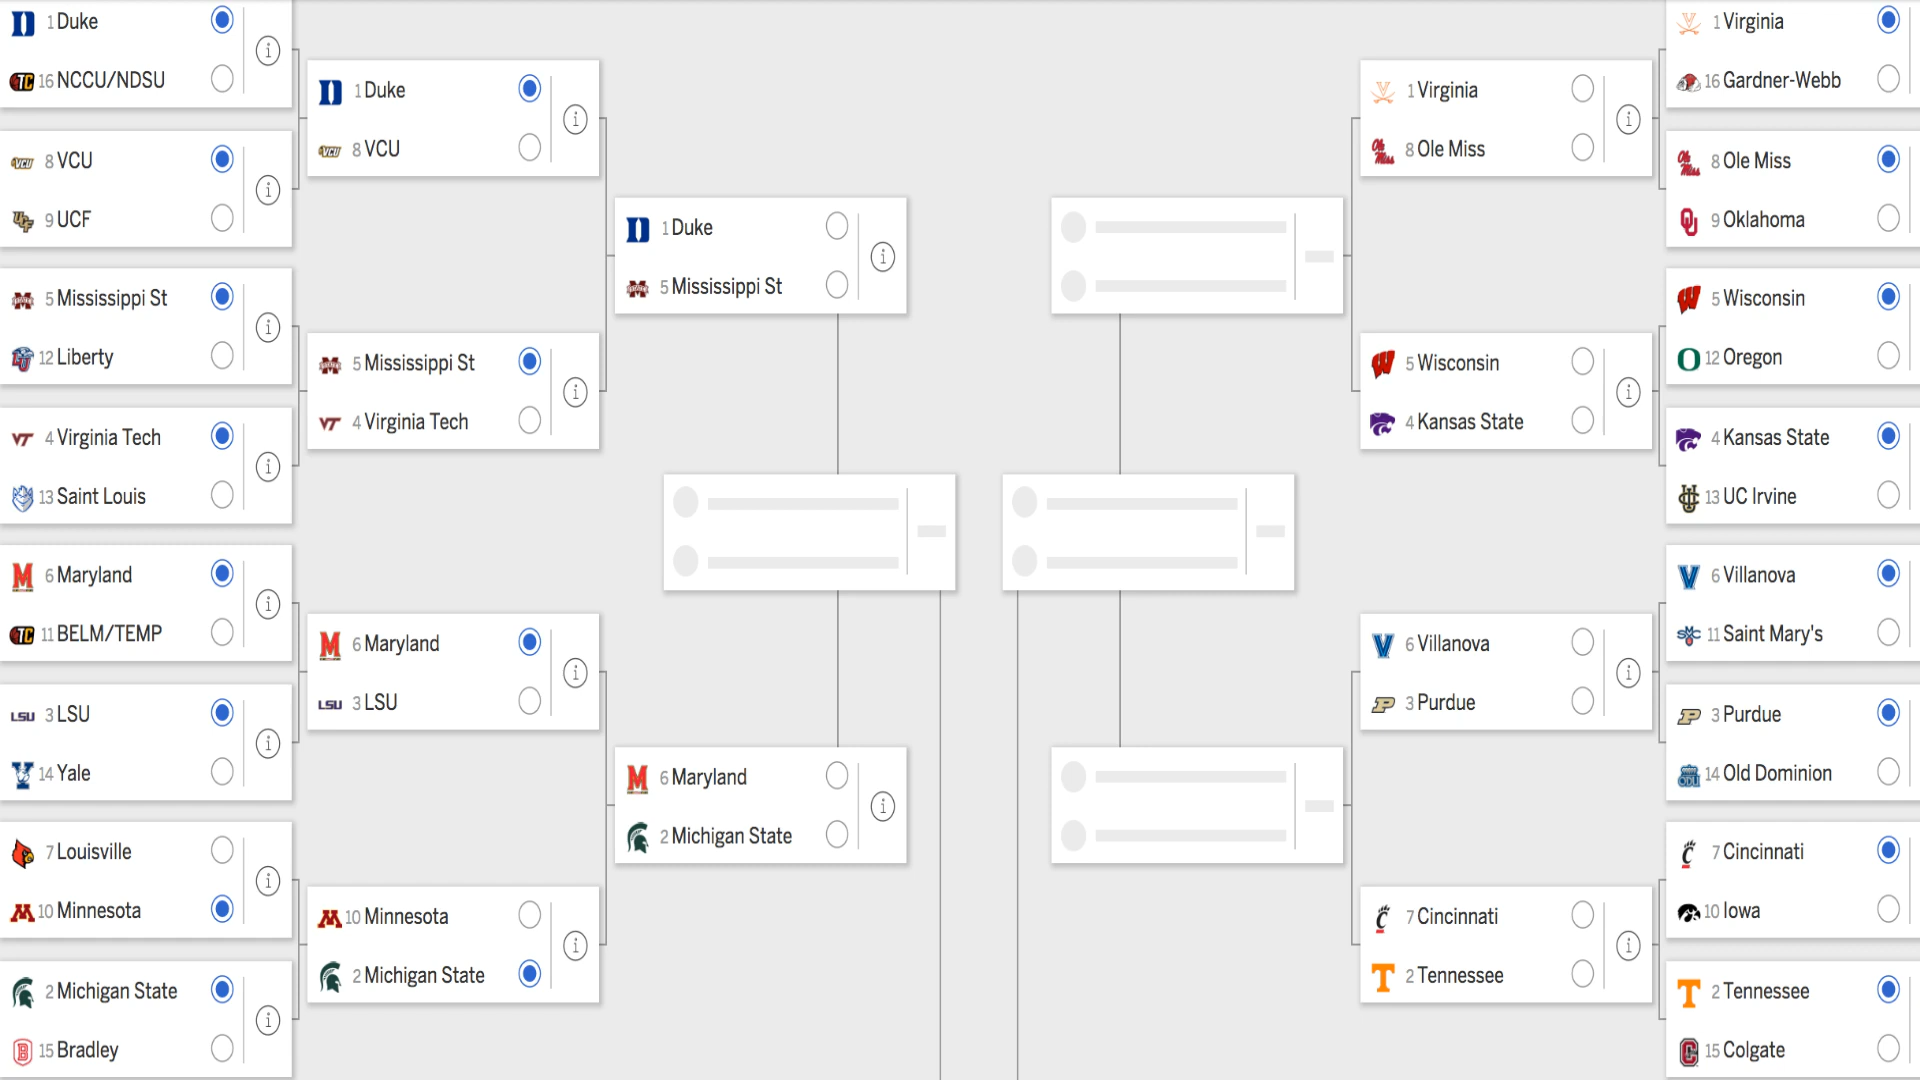 1 Duke
16 NCCU/NDSU
8 VCU
9 UCF
5 Mississippi St
12 Liberty
4 Virginia Tech
13 Saint Louis
6 Maryland
11 BELM/TEMP
3 LSU
14 Yale
7 Louisville
10 Minnesota
2 Michigan State
15 Bradley
1 Duke
8 VCU
5 Mississippi St
4 Virginia Tech
6 Maryland
3 LSU
10 Minnesota
2 Michigan State
1 Duke
5 Mississippi St
6 Maryland
2 Michigan State
1 Virginia
8 Ole Miss
5 Wisconsin
4 Kansas State
6 Villanova
3 Purdue
7 Cincinnati
2 Tennessee
1 Virginia
16 Gardner-Webb
8 Ole Miss
9 Oklahoma
5 Wisconsin
12 Oregon
4 Kansas State
13 UC Irvine
6 Villanova
11 Saint Mary's
3 Purdue
14 Old Dominion
7 Cincinnati
10 Iowa
2 Tennessee
15 Colgate